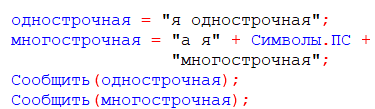 однострочная = "я однострочная";
многострочная = "а я" + Символы.ПС +
"многострочная";
Сообщить(однострочная);
Сообщить(многострочная);